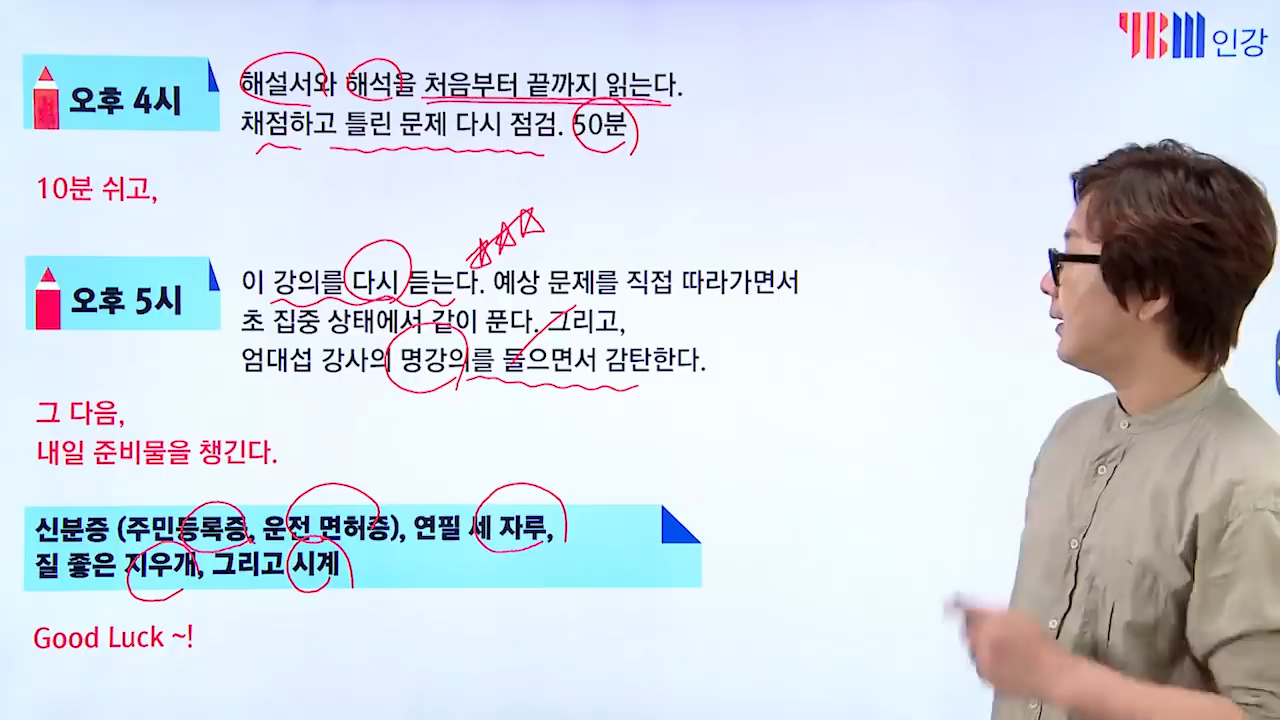 YBM 인강
오후 4시
해설서와 해석을 처음부터 끝까지 읽는다.
채점하고 틀린 문제 다시 점검. 50분
10분 쉬고,
오후 5시
이 강의를 다시 듣는다. 예상 문제를 직접 따라가면서
초 집중 상태에서 같이 푼다. 그리고,
엄대섭 강사의 명강의를 들으면서 감탄한다.
그 다음,
내일 준비물을 챙긴다.
신분증 (주민등록증, 운전 면허증), 연필 세 자루,
질 좋은 지우개, 그리고 시계
Good Luck ~!